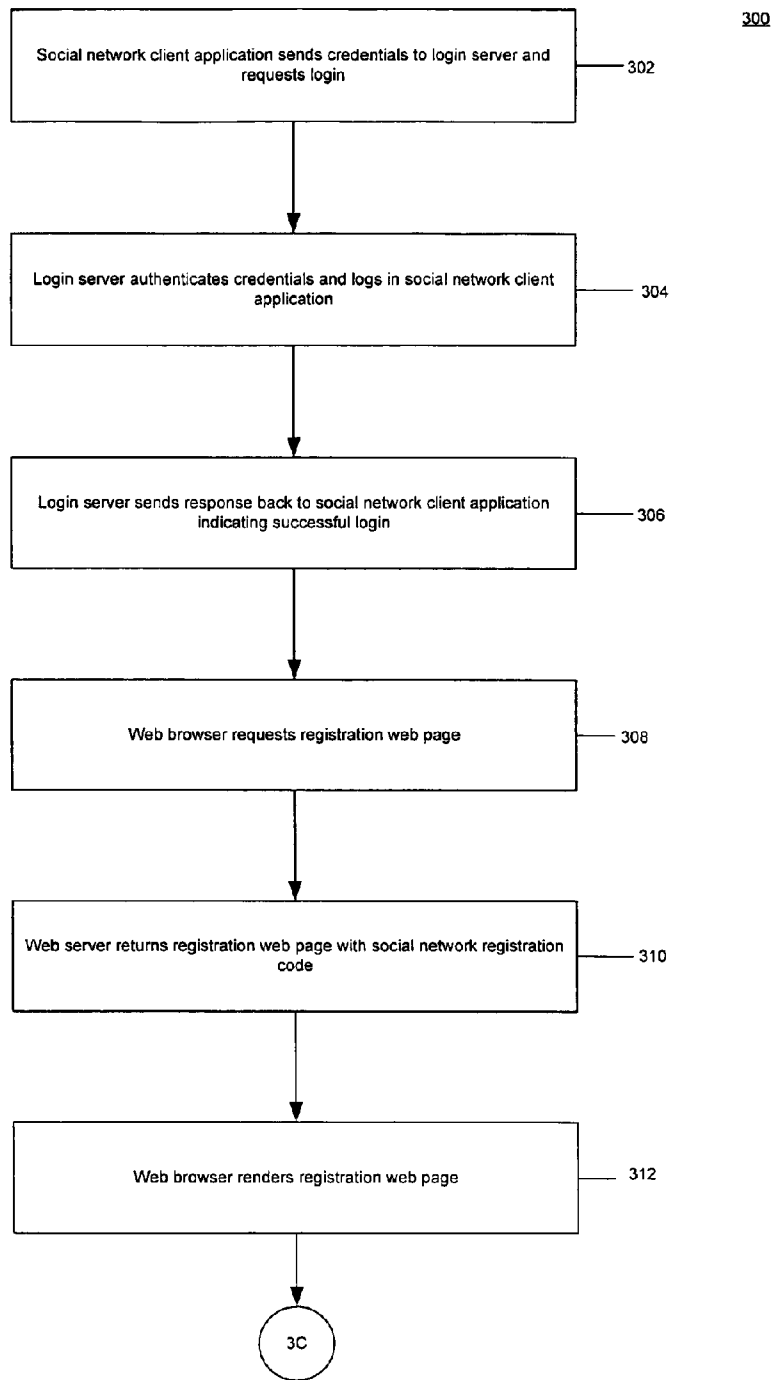 300
Social network client application sends credentials to login server and
requests login
302
Login server authenticates credentials and logs in social network client
application
304
Login server sends response back to social network client application
indicating successful login
306
Web browser requests registration web page
308
Web server returns registration web page with social network registration
code
310
Web browser renders registration web page
312
3C